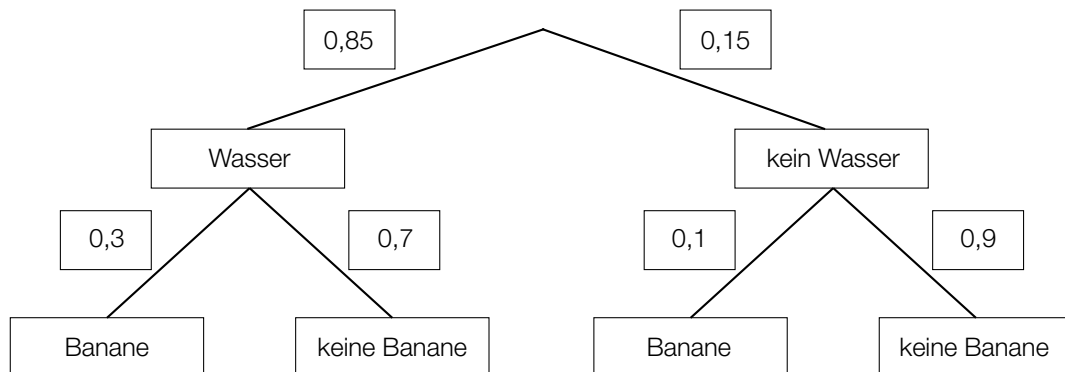 0,85
0,15
Wasser
kein Wasser
0,3
0,7
0,1
0,9
Banane
keine Banane
Banane
keine Banane